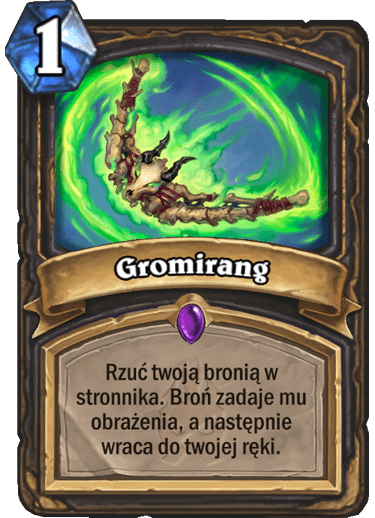 1
Gromirang
Rzuć twoją bronią w
stronnika. Broń zadaje mu
obrażenia, a następnie
wraca do twojej ręki.